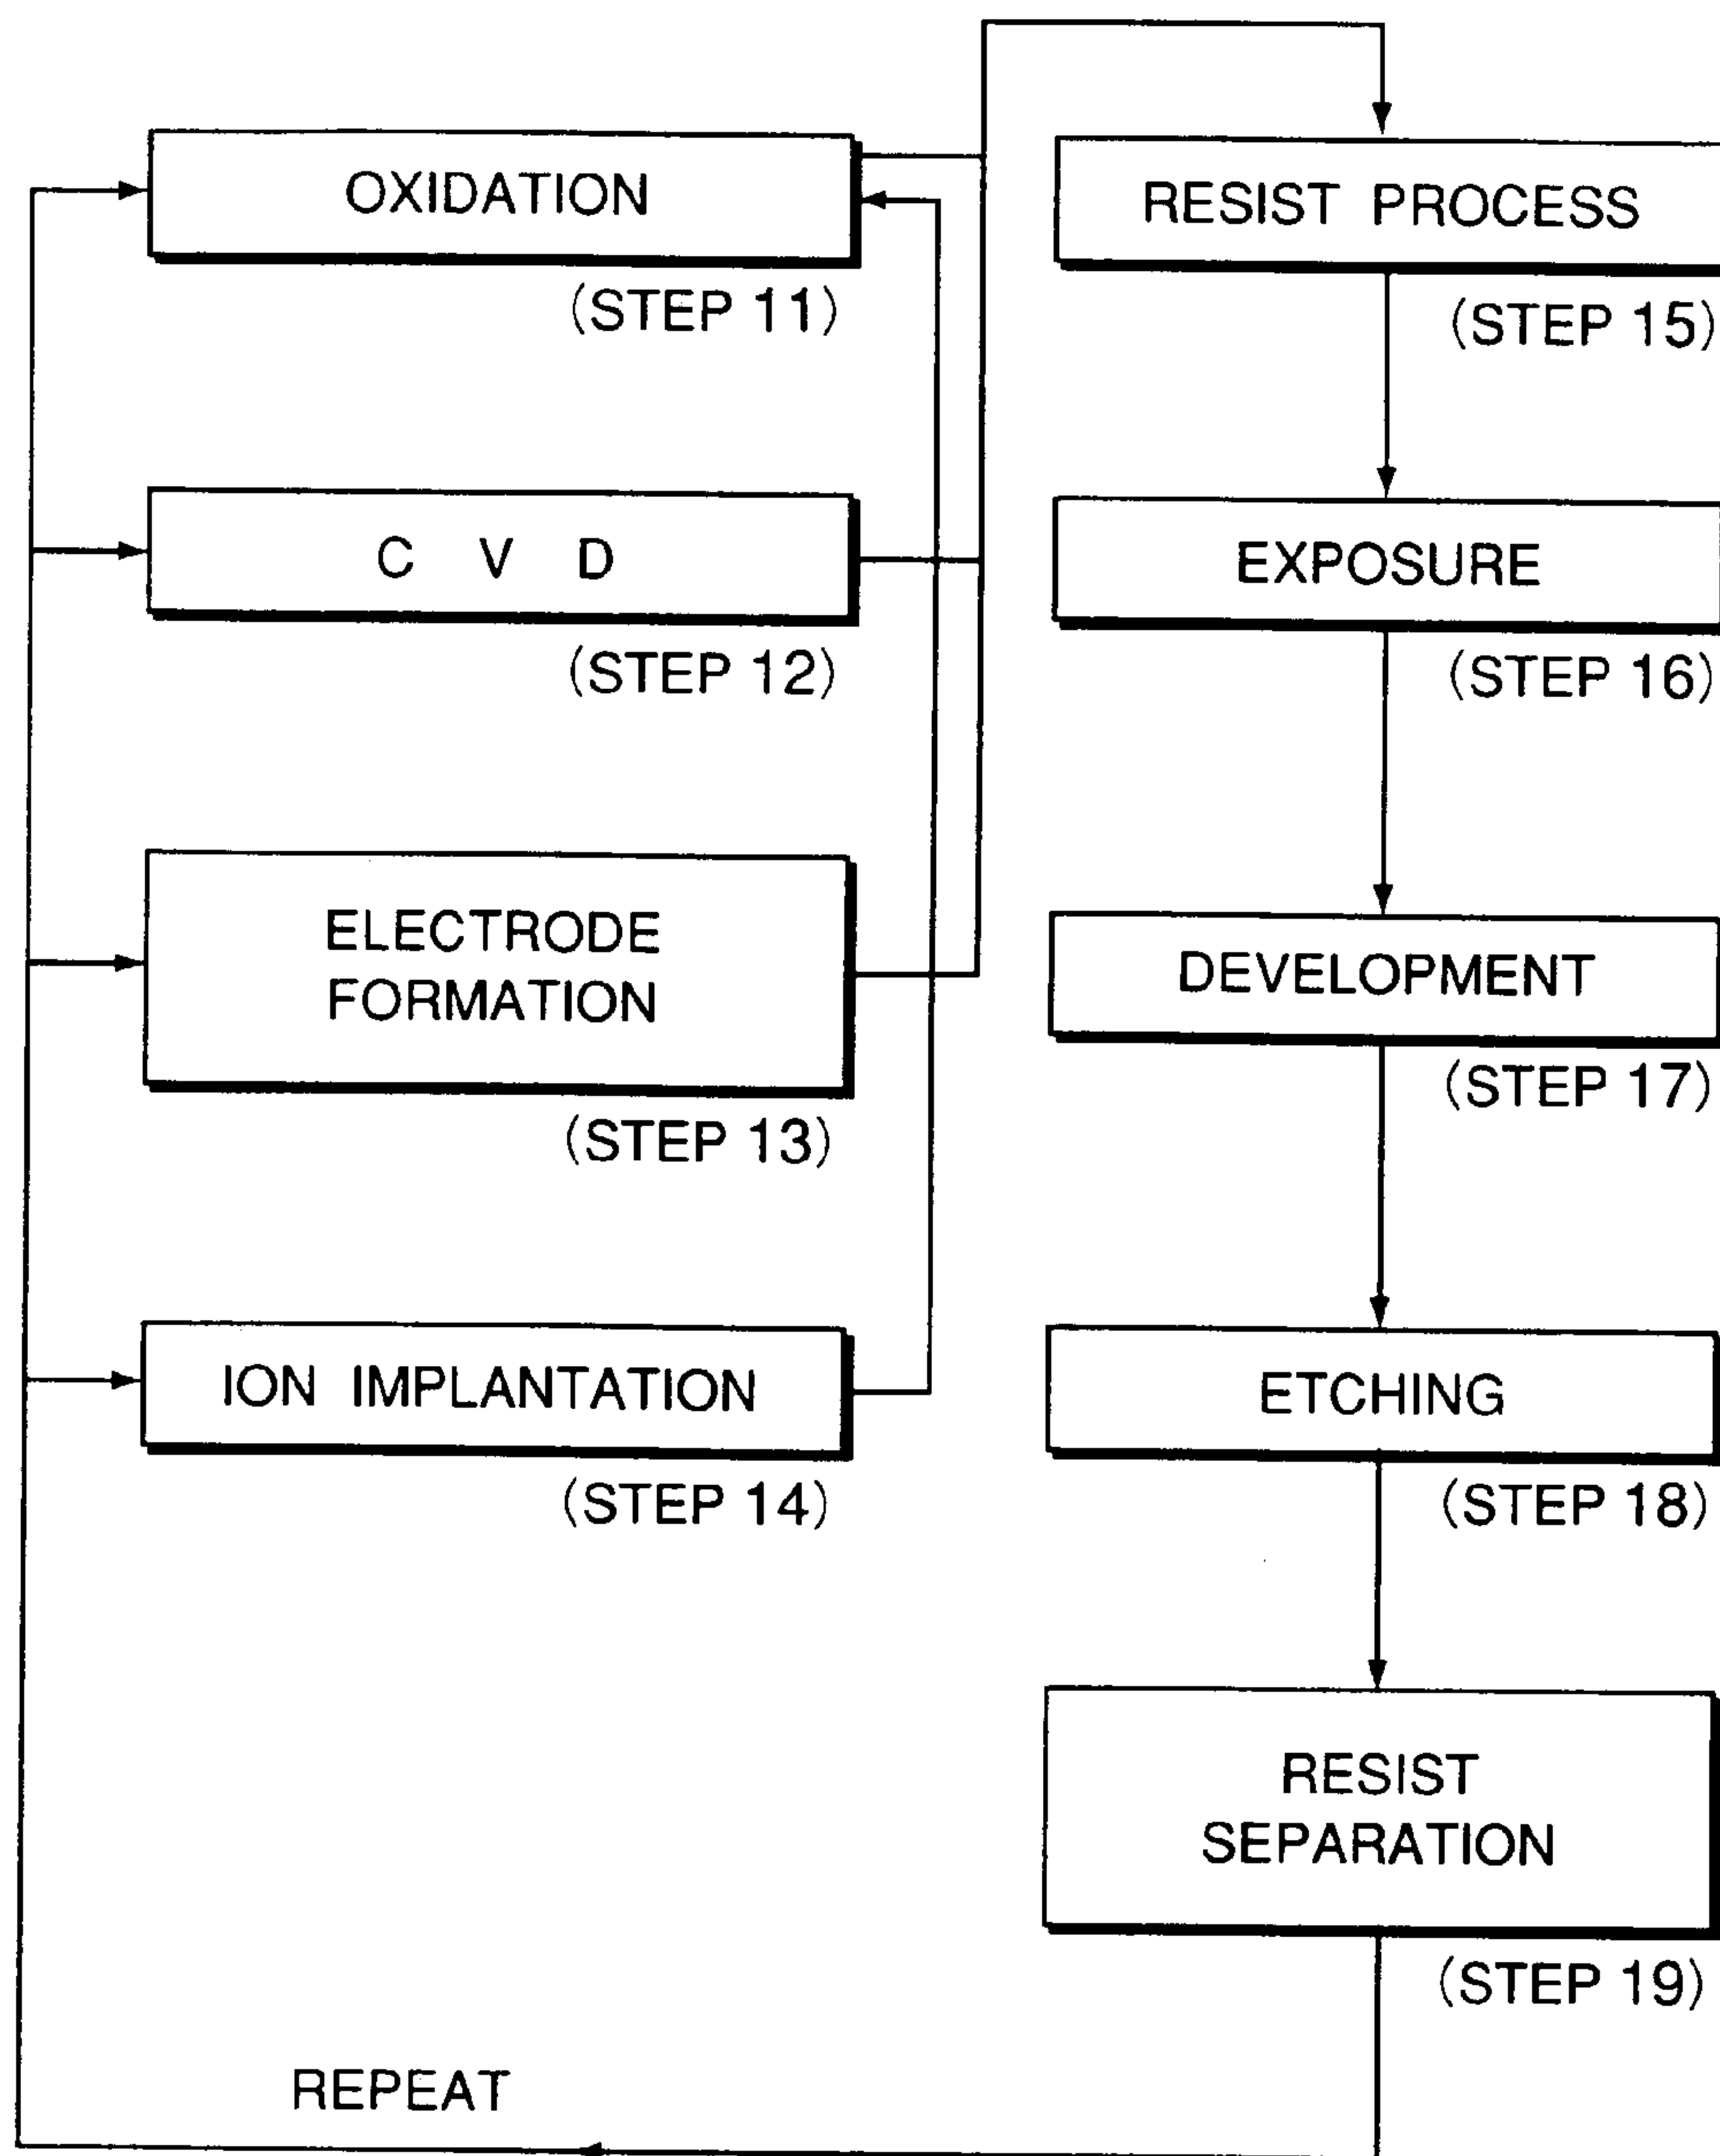 OXIDATION
(STEP 11)
C V D
(STEP 12)
ELECTRODE
FORMATION
(STEP 13)
ION IMPLANTATION
(STEP 14)
RESIST PROCESS
(STEP 15)
EXPOSURE
(STEP 16)
DEVELOPMENT
(STEP 17)
ETCHING
(STEP 18)
RESIST
SEPARATION
(STEP 19)
REPEAT